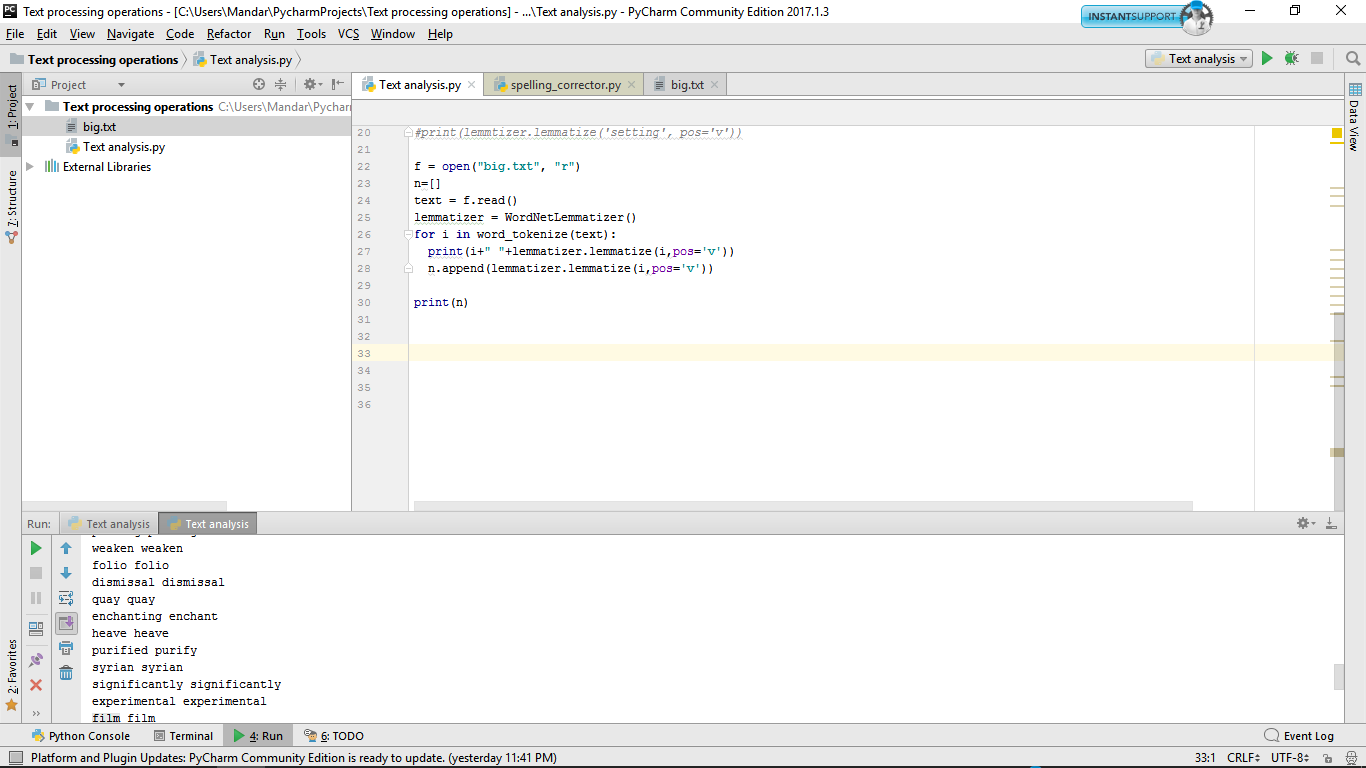 Text processing operations - [C:\Users\Mandar\PycharmProjects\Text processing operations] - ...\Text analysis.py - PyCharm Community Edition 2017.1.3
INSTANTSUPPORT
File Edit View Navigate Code Refactor Run Tools VCS Window Help
Text processing operations Text analysis.py Text analysis
1: Project
7: Structure
2: Favorites
Project
Text processing operations C:\Users\Mandar\Pychar
big.txt
Text analysis.py
External Libraries
Text analysis.py spelling_corrector.py big.txt
Data View
20 #print(lemmtizer.lemmatize('setting', pos='v'))
21
22 f = open("big.txt", "r")
23 n=[]
24 text = f.read()
25 lemmatizer = WordNetLemmatizer()
26 for i in word_tokenize(text):
27 print(i+" "+lemmatizer.lemmatize(i,pos='v'))
28 n.append(lemmatizer.lemmatize(i,pos='v'))
29
30 print(n)
31
32
33
34
35
36
Run: Text analysis Text analysis
weaken weaken
folio folio
dismissal dismissal
quay quay
enchanting enchant
heave heave
purified purify
syrian syrian
significantly significantly
experimental experimental
film film
Python Console Terminal 4: Run 6: TODO Event Log
Platform and Plugin Updates: PyCharm Community Edition is ready to update. (yesterday 11:41 PM) 33:1 CRLF UTF-8